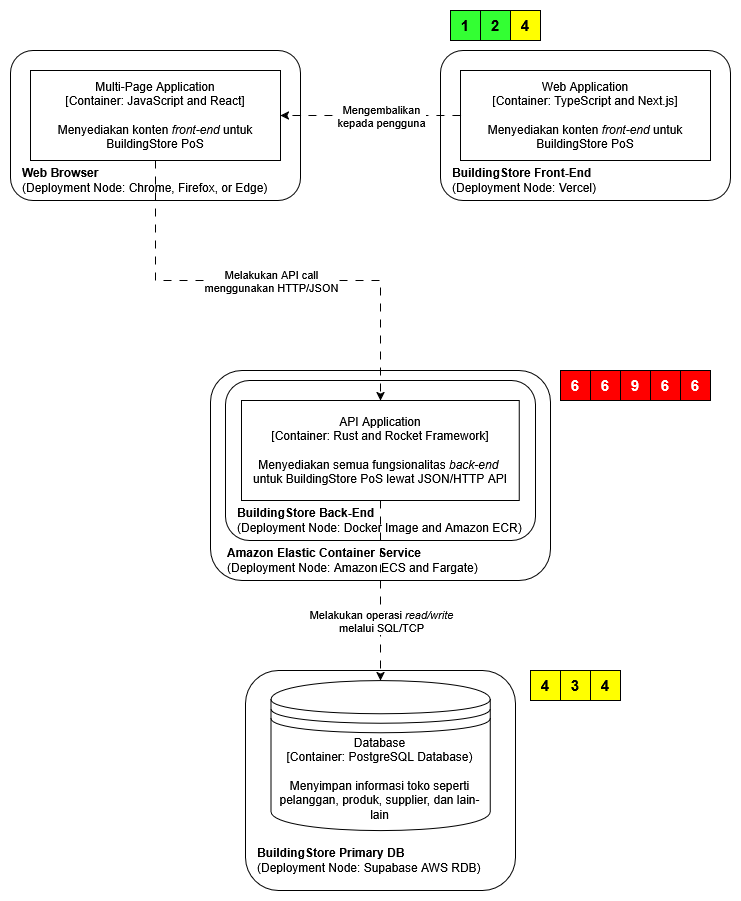 1 2 4
Multi-Page Application
[Container: JavaScript and React]
Menyediakan konten front-end untuk
BuildingStore PoS
Web Browser
(Deployment Node: Chrome, Firefox, or Edge)
Mengembalikan
kepada pengguna
Web Application
[Container: TypeScript and Next.js]
Menyediakan konten front-end untuk
BuildingStore PoS
BuildingStore Front-End
(Deployment Node: Vercel)
Melakukan API call
menggunakan HTTP/JSON
6 6 9 6 6
API Application
[Container: Rust and Rocket Framework]
Menyediakan semua fungsionalitas back-end
untuk BuildingStore PoS lewat JSON/HTTP API
BuildingStore Back-End
(Deployment Node: Docker Image and Amazon ECR)
Amazon Elastic Container Service
(Deployment Node: Amazon ECS and Fargate)
Melakukan operasi read/write
melalui SQL/TCP
4 3 4
Database
[Container: PostgreSQL Database)
Menyimpan informasi toko seperti
pelanggan, produk, supplier, dan lain-
lain
BuildingStore Primary DB
(Deployment Node: Supabase AWS RDB)